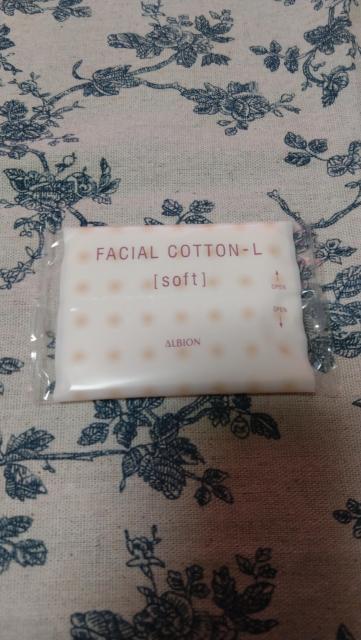 FACIAL COTTON-L
[soft]
OPEN
OPEN
ALBION